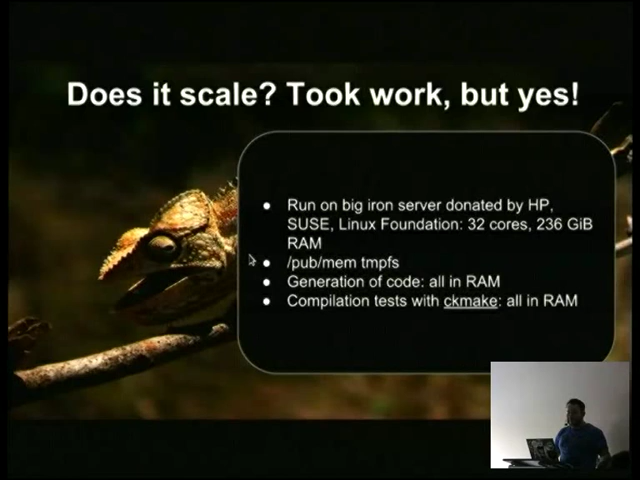 Does it scale? Took work, but yes!
● Run on big iron server donated by HP,
SUSE, Linux Foundation: 32 cores, 236 GiB
RAM
● /pub/mem tmpfs
● Generation of code: all in RAM
● Compilation tests with ckmake: all in RAM